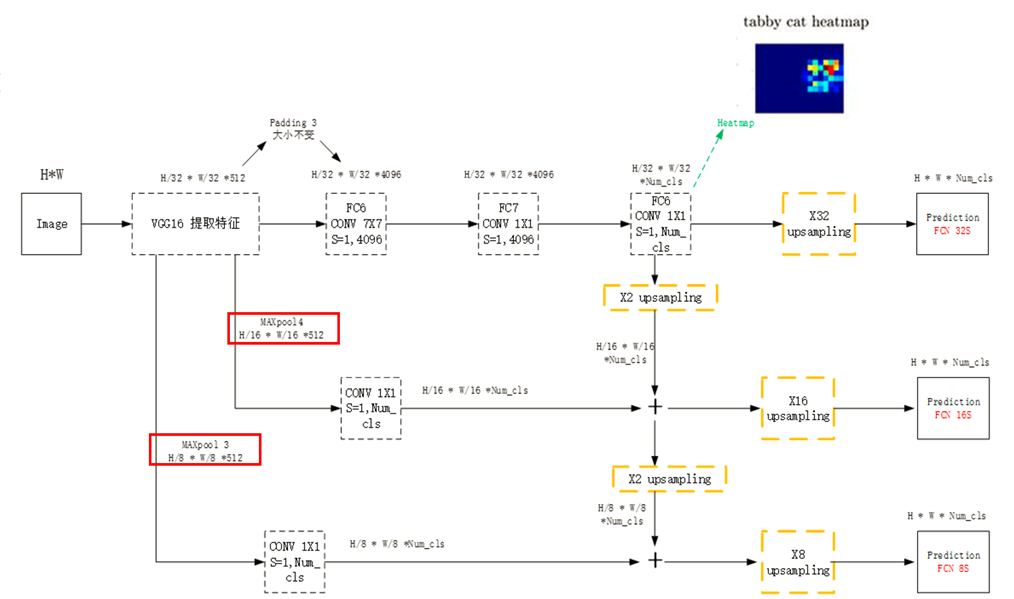 tabby cat heatmap
Padding 3
大小不变
Heatmap
H*W
H/32 * W/32 *512
H/32 * W/32 *4096
H/32 * W/32 *4096
H/32 * W/32
*Num_cls
H * W * Num_cls
Image
VGG16 提取特征
FC6
CONV 7X7
S=1,4096
FC7
CONV 1X1
S=1,4096
FC6
CONV 1X1
S=1,Num_
cls
X32
upsampling
Prediction
FCN 32S
X2 upsampling
MAXpool4
H/16 * W/16 *512
H/16 * W/16
*Num_cls
CONV 1X1
S=1,Num_
cls
H/16 * W/16 *Num_cls
+
X16
upsampling
H * W * Num_cls
Prediction
FCN 16S
MAXpool 3
H/8 * W/8 *512
X2 upsampling
H/8 * W/8
*Num_cls
CONV 1X1
S=1,Num_
cls
H/8 * W/8 *Num_cls
+
X8
upsampling
H * W * Num_cls
Prediction
FCN 8S